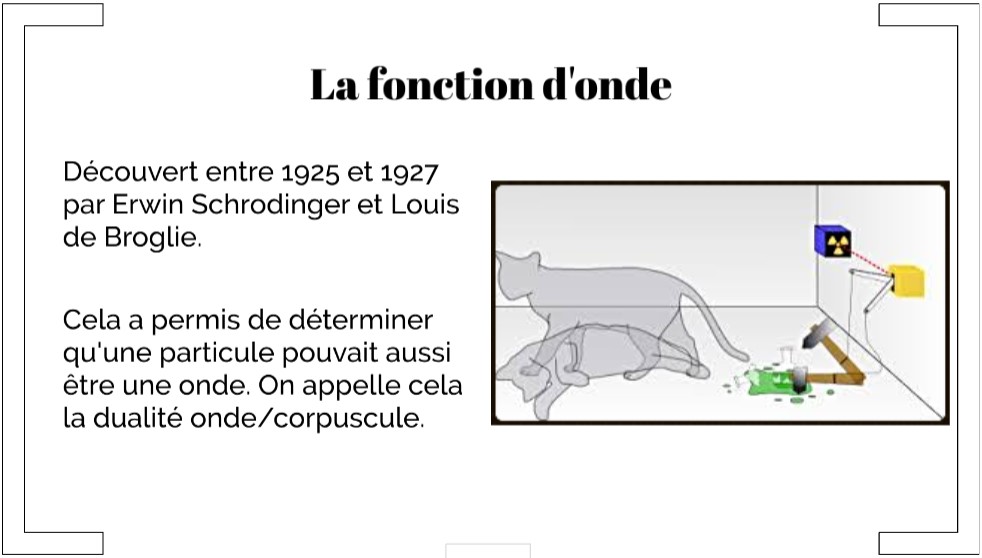 La fonction d'onde
Découvert entre 1925 et 1927
par Erwin Schrodinger et Louis
de Broglie.
Cela a permis de déterminer
qu'une particule pouvait aussi
être une onde. On appelle cela
la dualité onde/corpuscule.